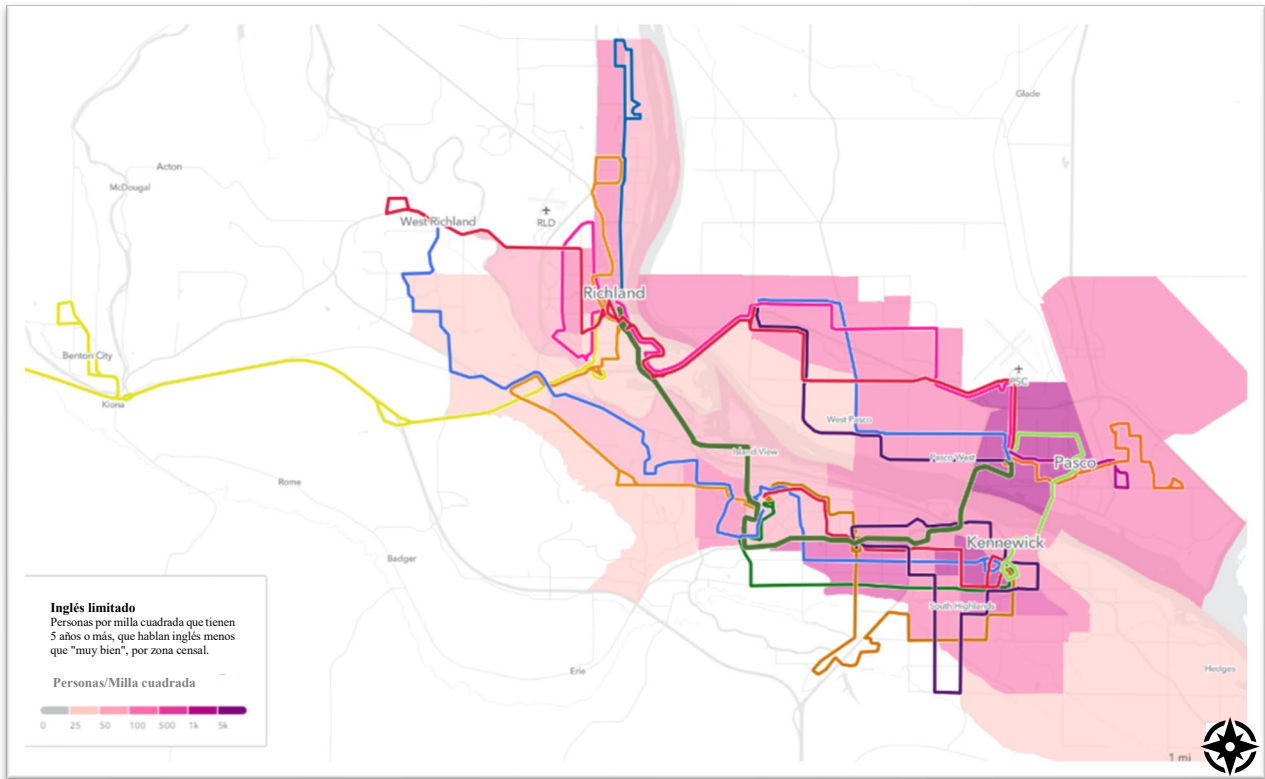 Glade
Acton
McDougal
West Richland
RLD
Richland
Benton City
Kiona
PSC
West Pasco
Island View
Pasco West
Pasco
Rome
Kennewick
Badger
South Highlands
Erie
Hedges
Inglés limitado
Personas por milla cuadrada que tienen
5 años o más, que hablan inglés menos
que "muy bien", por zona censal.
Personas/Milla cuadrada
0 25 50 100 500 1k 5k
1 mi